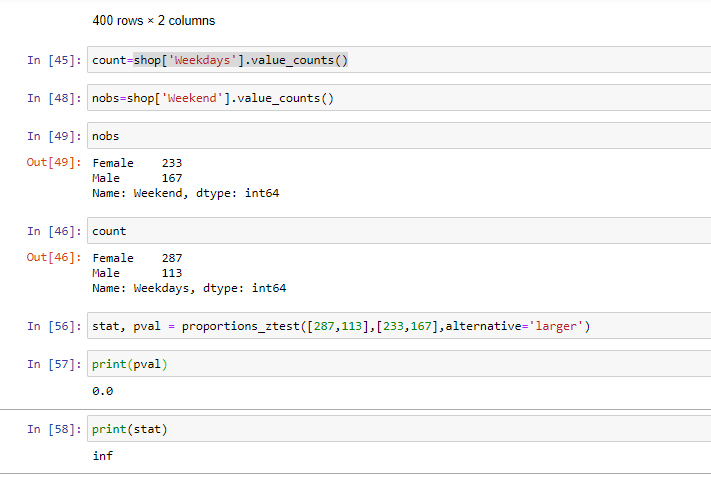 400 rows × 2 columns
In [45]: count=shop['Weekdays'].value_counts()
In [48]: nobs=shop['Weekend'].value_counts()
In [49]: nobs
Out[49]: Female    233
Male      167
Name: Weekend, dtype: int64
In [46]: count
Out[46]: Female    287
Male      113
Name: Weekdays, dtype: int64
In [56]: stat, pval = proportions_ztest([287,113],[233,167],alternative='larger')
In [57]: print(pval)
0.0
In [58]: print(stat)
inf